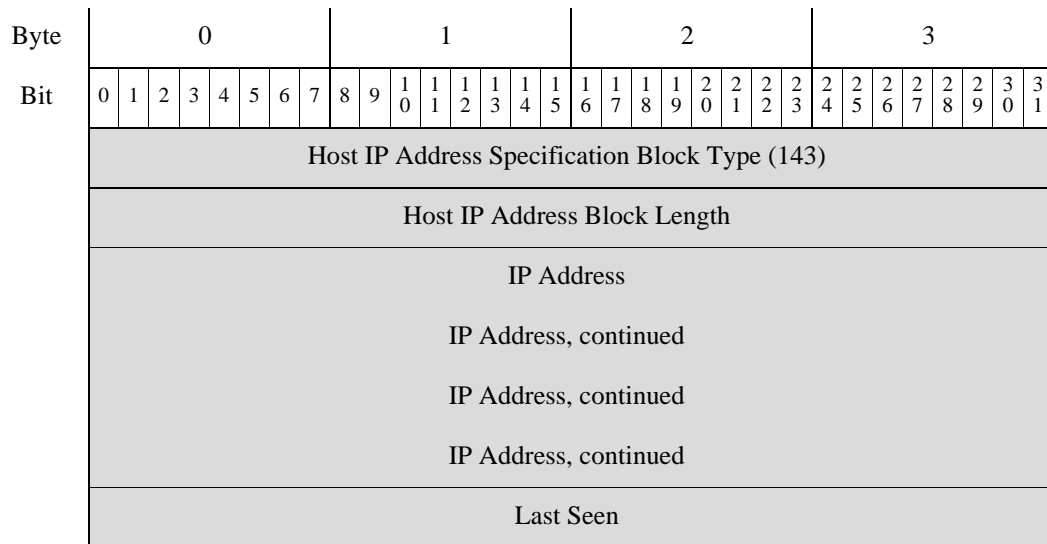 Byte 0 1 2 3
Bit 0 1 2 3 4 5 6 7 8 9 10 11 12 13 14 15 16 17 18 19 20 21 22 23 24 25 26 27 28 29 30 31
Host IP Address Specification Block Type (143)
Host IP Address Block Length
IP Address
IP Address, continued
IP Address, continued
IP Address, continued
Last Seen